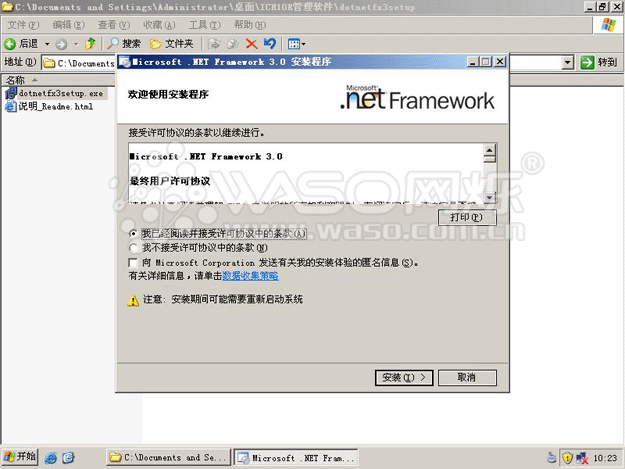 C:\Documents and Settings\Administrator\桌面\ICH10R管理软件\dotnetfx3setup
文件(F) 编辑(E) 查看(V) 收藏(A) 工具(T) 帮助(H)
后退 搜索 文件夹
地址(D) C:\Documents 转到
名称
dotnetfx3setup.exe
说明_Readme.html
Microsoft .NET Framework 3.0 安装程序
欢迎使用安装程序
Microsoft
.net Framework
接受许可协议的条款以继续进行。
Microsoft .NET Framework 3.0
最终用户许可协议
打印(P)
我已经阅读并接受许可协议中的条款(A)
我不接受许可协议中的条款(N)
向 Microsoft Corporation 发送有关我的安装体验的匿名信息(S)。
有关详细信息，请单击数据收集策略
注意: 安装期间可能需要重新启动系统
安装(I) > 取消
WASO网烁®
www.waso.com.cn
开始 C:\Documents and Se... Microsoft .NET Fram... 10:23